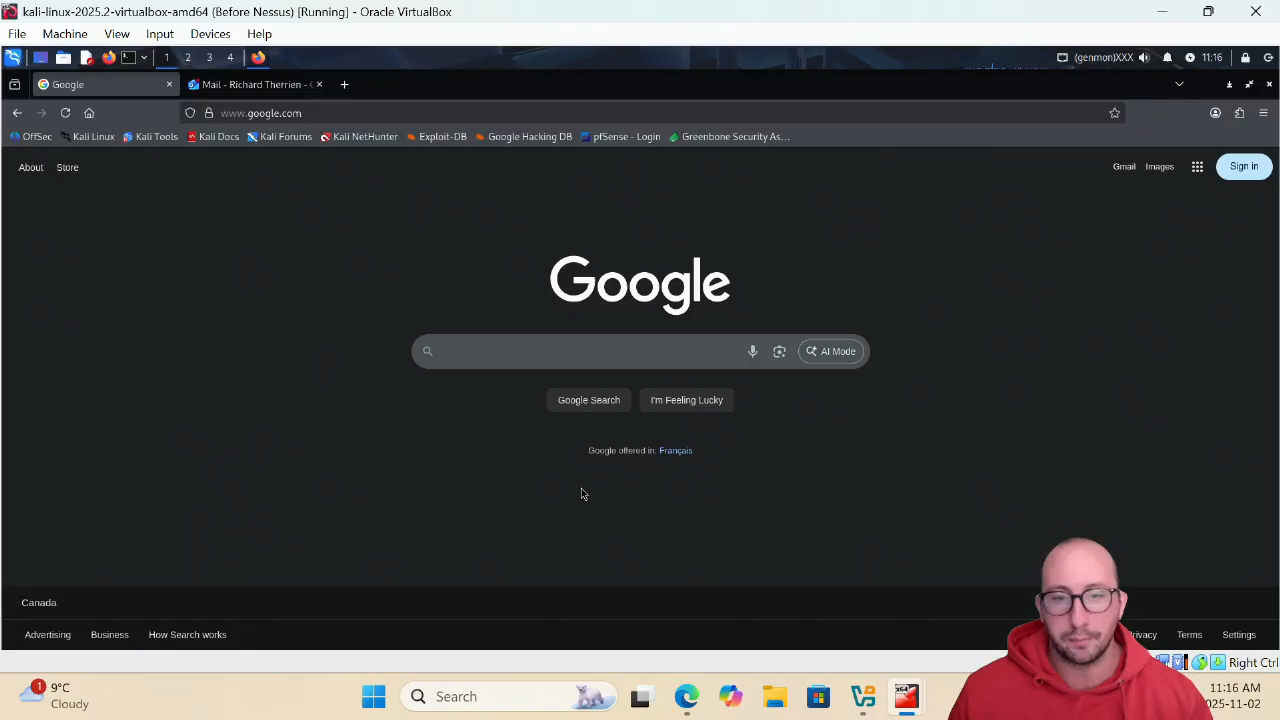 kali-linux-2025.2-virtualbox-amd64 (Before Nessus) [Running] - Oracle VirtualBox
File Machine View Input Devices Help
1 2 3 4 (genmon)XXX 11:16
Google Mail - Richard Therrien -
www.google.com
OffSec Kali Linux Kali Tools Kali Docs Kali Forums Kali NetHunter Exploit-DB Google Hacking DB pfSense - Login Greenbone Security As...
About Store Gmail Images Sign in
Google
AI Mode
Google Search I'm Feeling Lucky
Google offered in: Français
Canada
Advertising Business How Search works Terms Settings
Right Ctrl
1 9°C
Cloudy
Search
x64
11:16 AM
2025-11-02